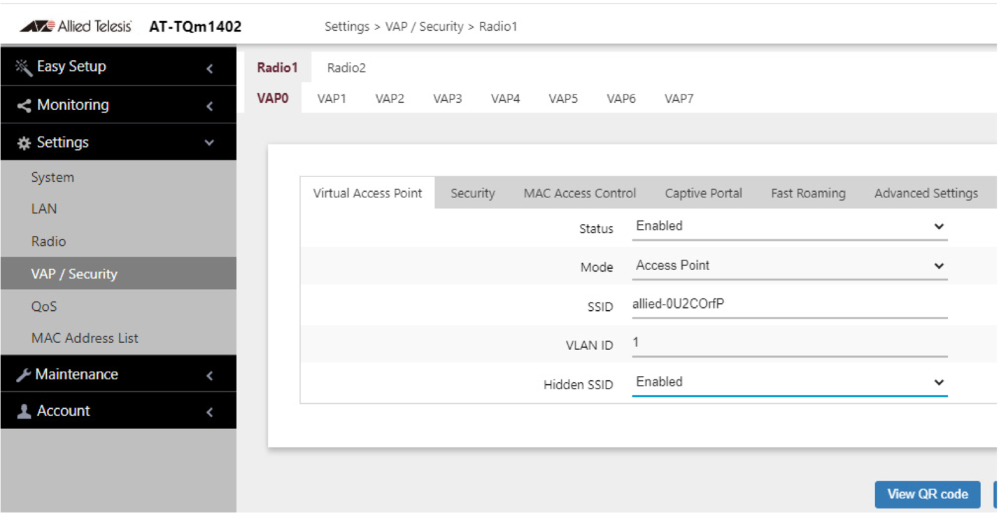 Allied Telesis AT-TQm1402 Settings > VAP / Security > Radio1
Easy Setup
Monitoring
Settings
System
LAN
Radio
VAP / Security
QoS
MAC Address List
Maintenance
Account
Radio1 Radio2
VAP0 VAP1 VAP2 VAP3 VAP4 VAP5 VAP6 VAP7
Virtual Access Point Security MAC Access Control Captive Portal Fast Roaming Advanced Settings
Status Enabled
Mode Access Point
SSID allied-0U2COrfP
VLAN ID 1
Hidden SSID Enabled
View QR code